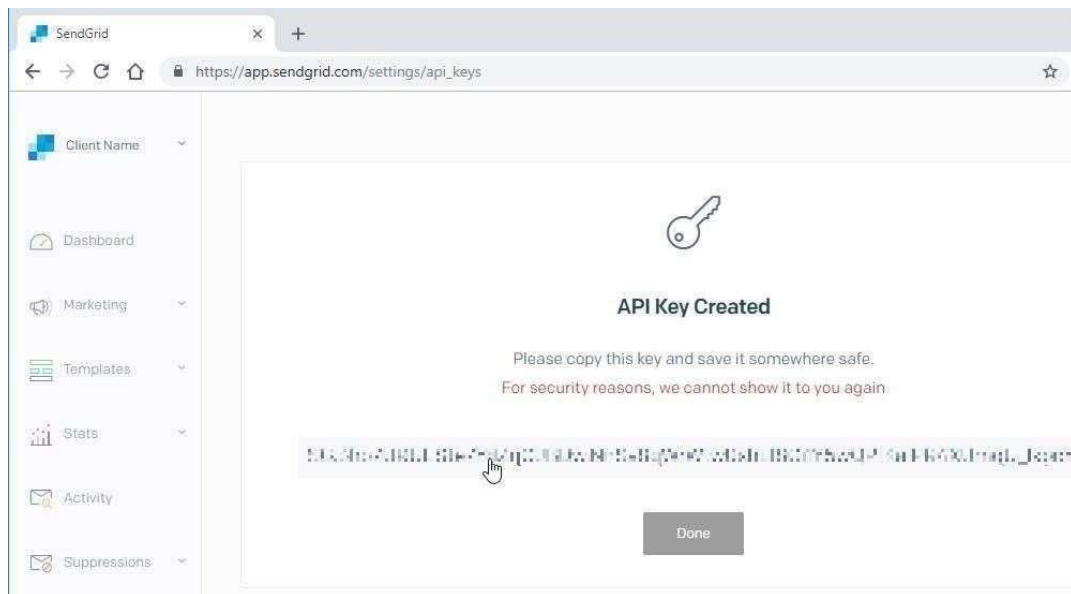 SendGrid
https://app.sendgrid.com/settings/api_keys
Client Name
Dashboard
Marketing
Templates
Stats
Activity
Suppressions
API Key Created
Please copy this key and save it somewhere safe.
For security reasons, we cannot show it to you again
Done